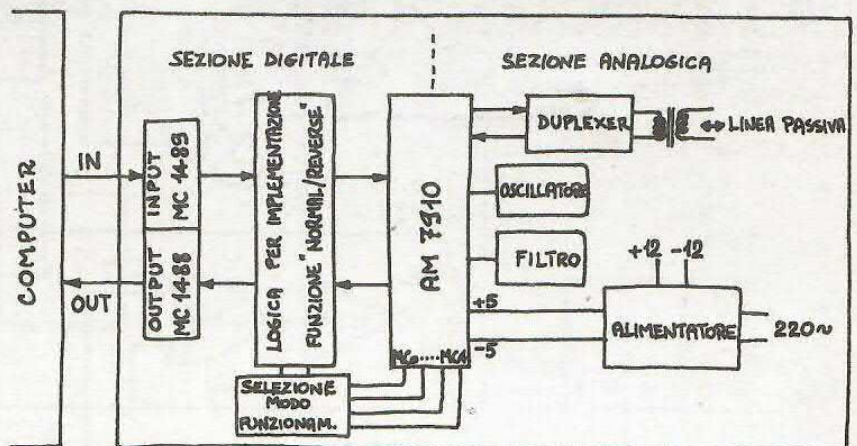 SEZIONE DIGITALE
SEZIONE ANALOGICA
COMPUTER
IN
OUT
INPUT
MC 1489
OUTPUT
MC 1488
LOGICA PER IMPLEMENTAZIONE
FUNZIONE "NORMAL/REVERSE"
AM 7910
MC0.....MC4
SELEZIONE
MODO
FUNZIONAM.
DUPLEXER
LINEA PASSIVA
OSCILLATORE
FILTRO
+5
-5
+12 -12
ALIMENTATORE
220~